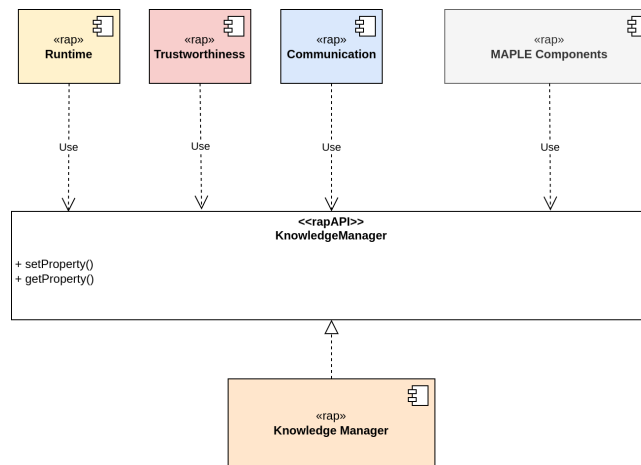 «rap»
Runtime
«rap»
Trustworthiness
«rap»
Communication
«rap»
MAPLE Components
Use
Use
Use
Use
<<rapAPI>>
KnowledgeManager
+ setProperty()
+ getProperty()
«rap»
Knowledge Manager